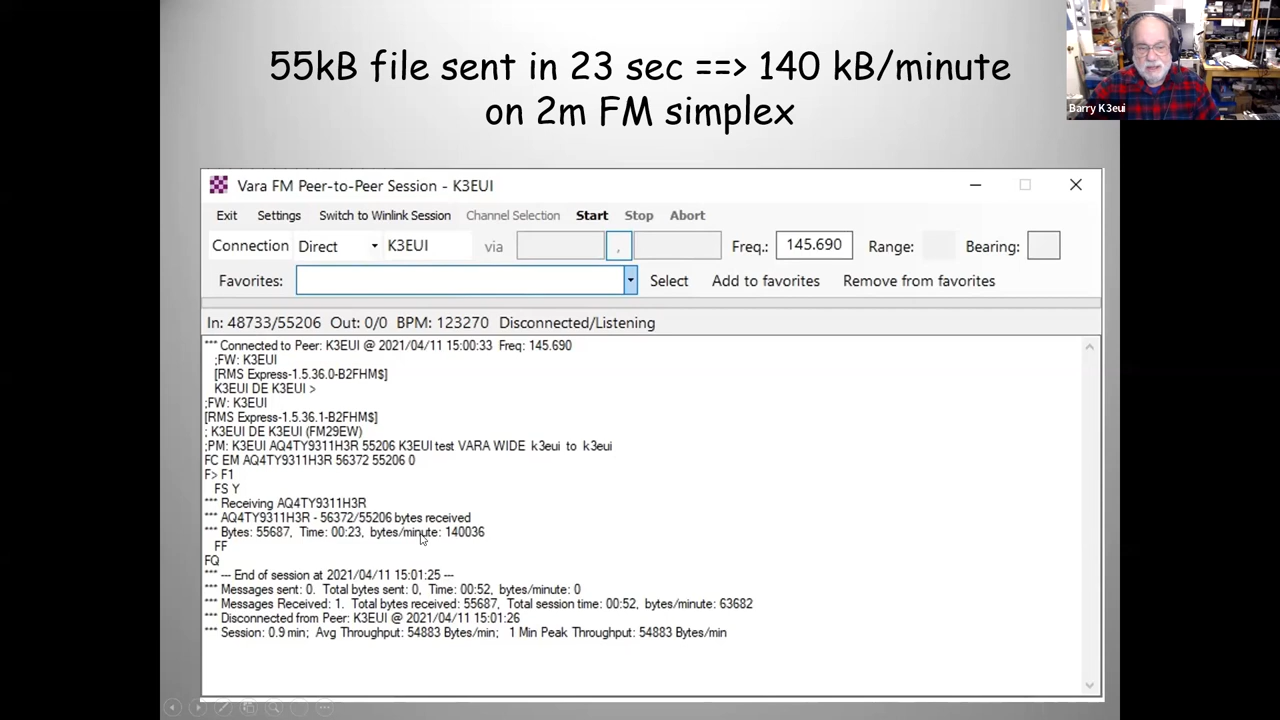 55kB file sent in 23 sec ==> 140 kB/minute
on 2m FM simplex
Barry K3eui
Vara FM Peer-to-Peer Session - K3EUI
Exit Settings Switch to Winlink Session Channel Selection Start Stop Abort
Connection Direct K3EUI via , Freq.: 145.690 Range: Bearing:
Favorites: Select Add to favorites Remove from favorites
In: 48733/55206 Out: 0/0 BPM: 123270 Disconnected/Listening
*** Connected to Peer: K3EUI @ 2021/04/11 15:00:33 Freq: 145.690
;FW: K3EUI
[RMS Express-1.5.36.0-B2FHM$]
K3EUI DE K3EUI >
;FW: K3EUI
[RMS Express-1.5.36.1-B2FHM$]
; K3EUI DE K3EUI (FM29EW)
;PM: K3EUI AQ4TY9311H3R 55206 K3EUI test VARA WIDE k3eui to k3eui
FC EM AQ4TY9311H3R 56372 55206 0
F> F1
FS Y
*** Receiving AQ4TY9311H3R
*** AQ4TY9311H3R - 56372/55206 bytes received
*** Bytes: 55687, Time: 00:23, bytes/minute: 140036
FF
FQ
*** --- End of session at 2021/04/11 15:01:25 ---
*** Messages sent: 0. Total bytes sent: 0, Time: 00:52, bytes/minute: 0
*** Messages Received: 1. Total bytes received: 55687, Total session time: 00:52, bytes/minute: 63682
*** Disconnected from Peer: K3EUI @ 2021/04/11 15:01:26
*** Session: 0.9 min; Avg Throughput: 54883 Bytes/min; 1 Min Peak Throughput: 54883 Bytes/min